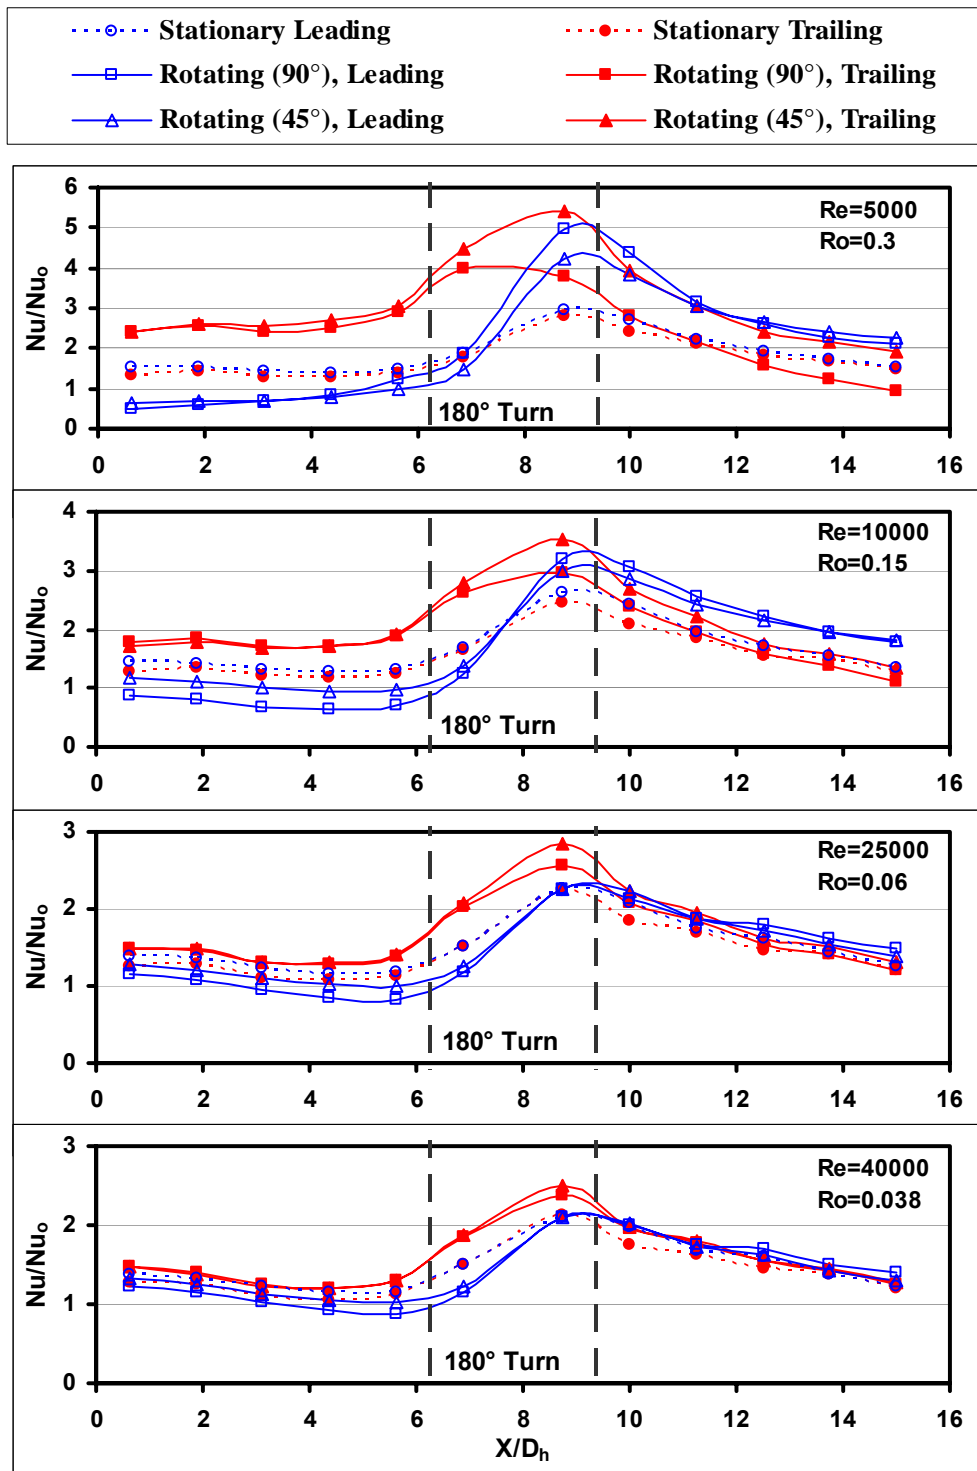 Stationary Leading Stationary Trailing
Rotating (90°), Leading Rotating (90°), Trailing
Rotating (45°), Leading Rotating (45°), Trailing
6
5
4
3
2
1
0
Nu/Nuo
Re=5000
Ro=0.3
180° Turn
0 2 4 6 8 10 12 14 16
4
3
2
1
0
Nu/Nuo
Re=10000
Ro=0.15
180° Turn
0 2 4 6 8 10 12 14 16
3
2
1
0
Nu/Nuo
Re=25000
Ro=0.06
180° Turn
0 2 4 6 8 10 12 14 16
3
2
1
0
Nu/Nuo
Re=40000
Ro=0.038
180° Turn
0 2 4 6 8 10 12 14 16
X/Dh